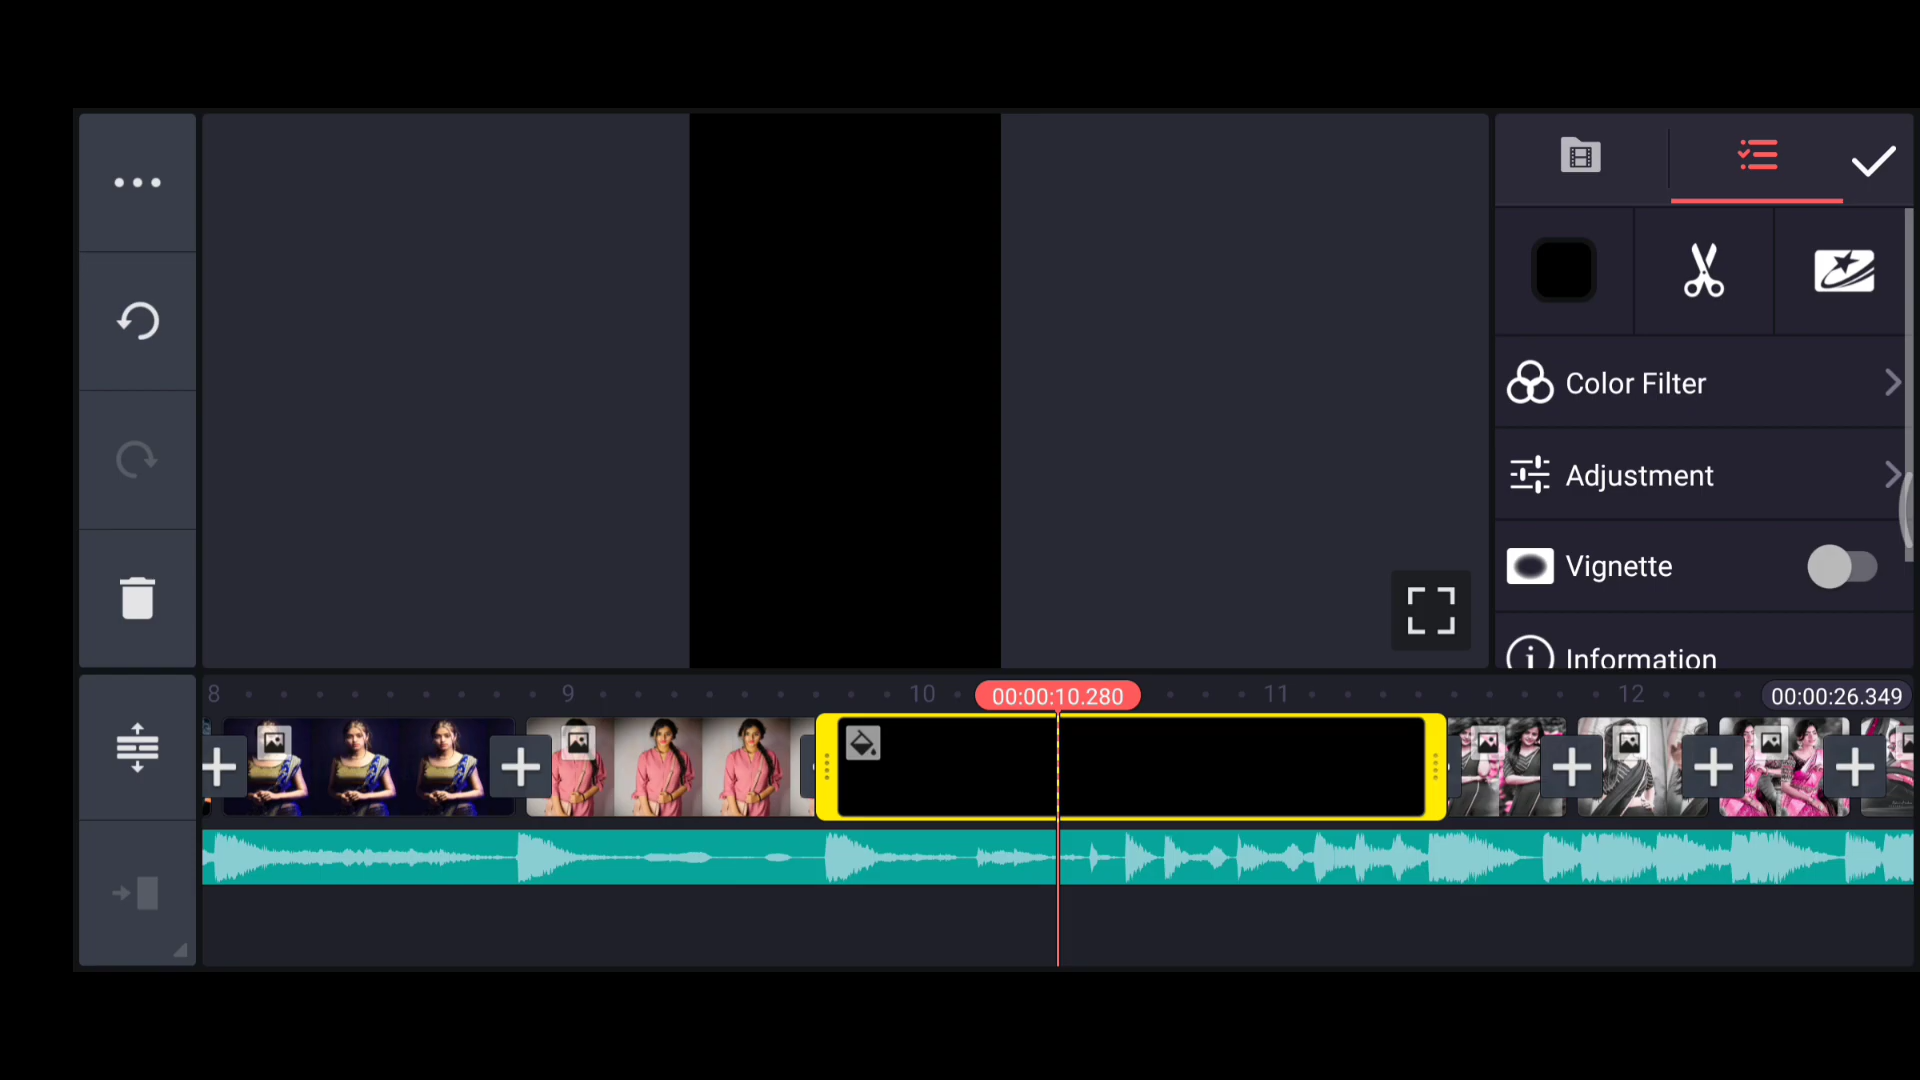 Color Filter
Adjustment
Vignette
Information
8 9 10 00:00:10.280 11 12 00:00:26.349